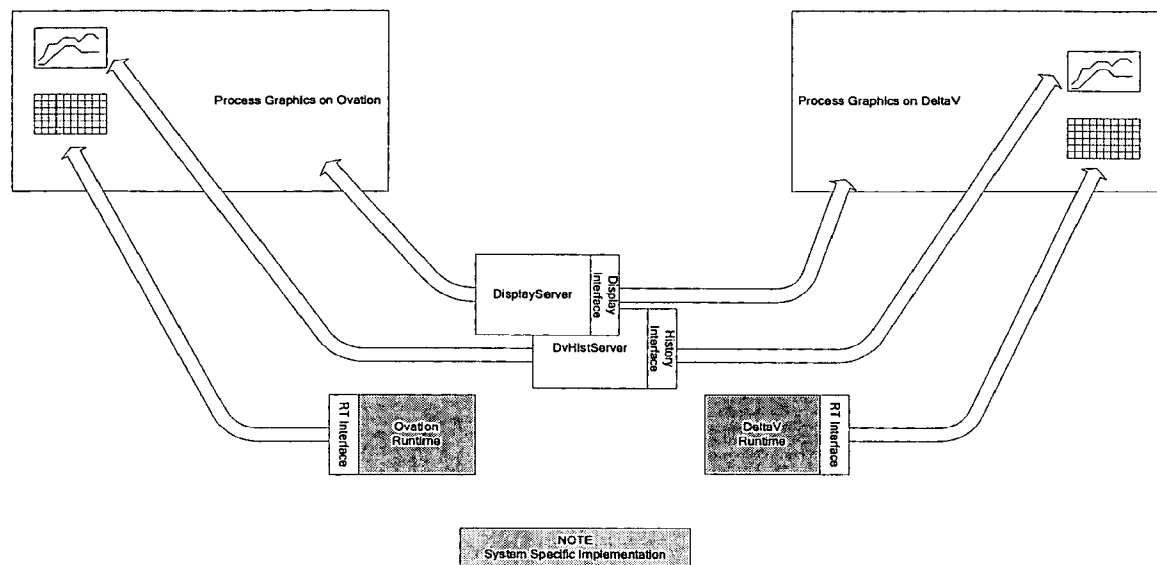 Process Graphics on Ovation
Process Graphics on DeltaV
DisplayServer
Display
Interface
DvHistServer
History
Interface
RT Interface
Ovation
Runtime
DeltaV
Runtime
RT Interface
NOTE
System Specific Implementation